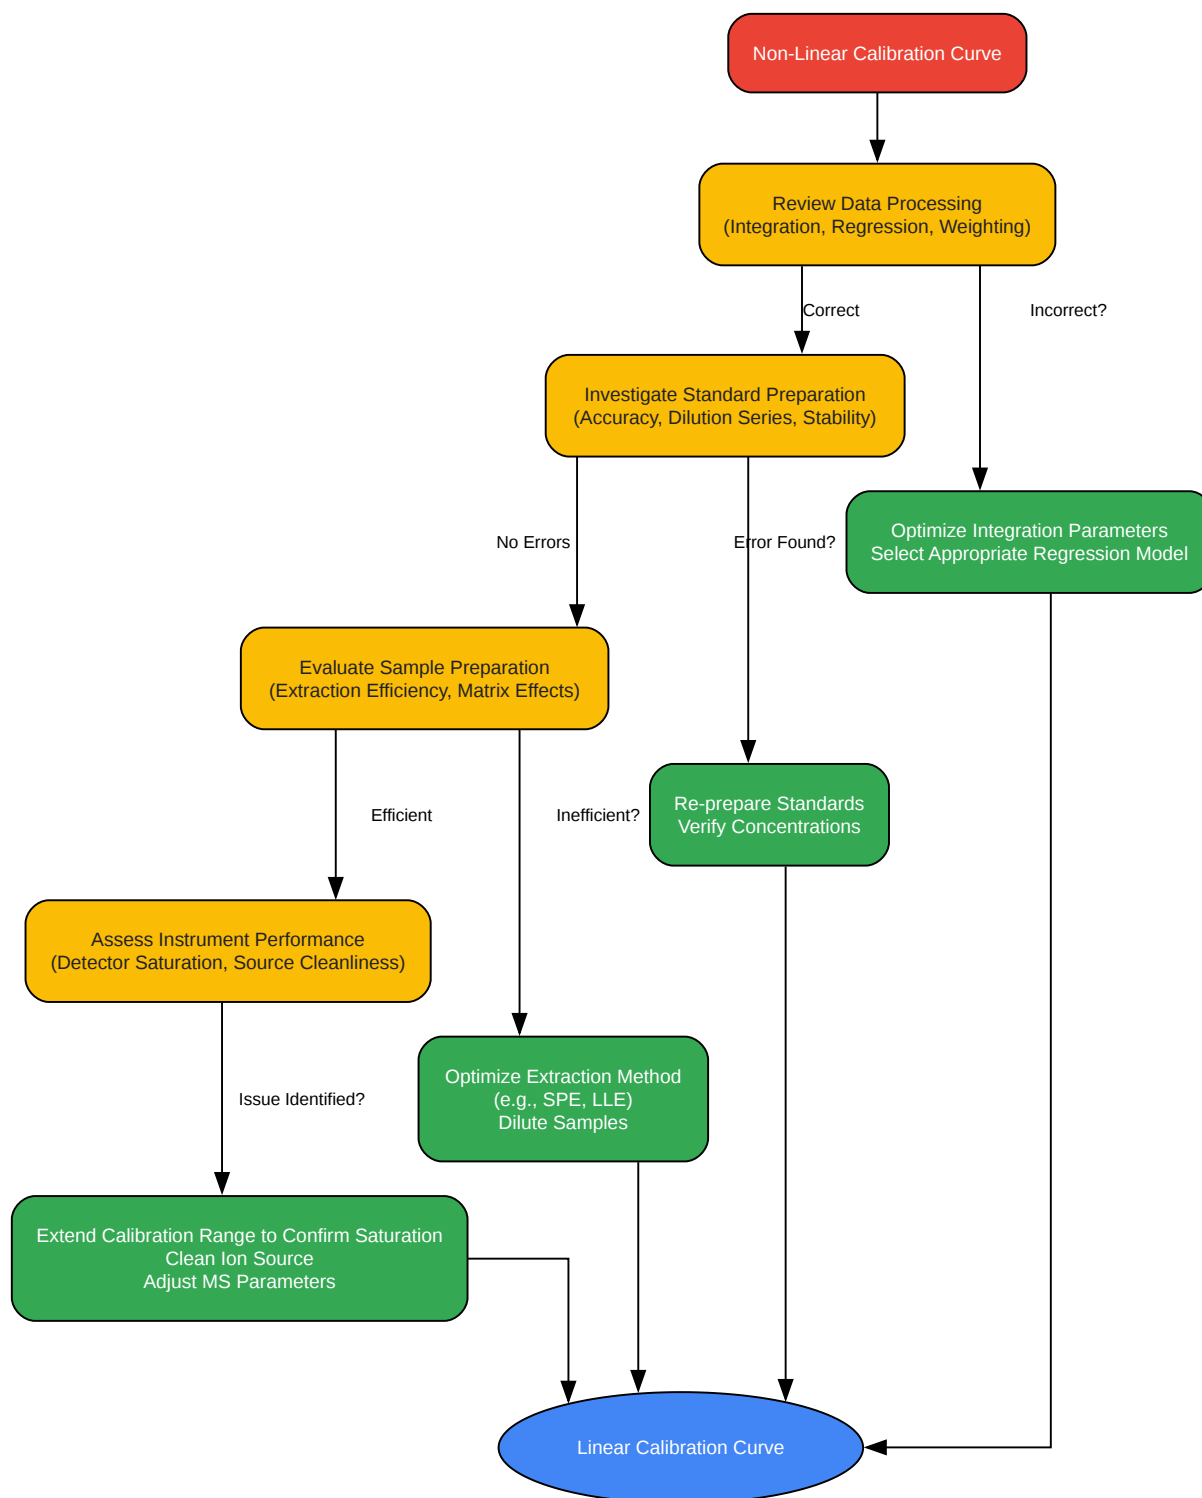 Non-Linear Calibration Curve
Review Data Processing
(Integration, Regression, Weighting)
Correct
Incorrect?
Investigate Standard Preparation
(Accuracy, Dilution Series, Stability)
Optimize Integration Parameters
Select Appropriate Regression Model
No Errors
Error Found?
Evaluate Sample Preparation
(Extraction Efficiency, Matrix Effects)
Re-prepare Standards
Verify Concentrations
Efficient
Inefficient?
Assess Instrument Performance
(Detector Saturation, Source Cleanliness)
Optimize Extraction Method
(e.g., SPE, LLE)
Dilute Samples
Issue Identified?
Extend Calibration Range to Confirm Saturation
Clean Ion Source
Adjust MS Parameters
Linear Calibration Curve